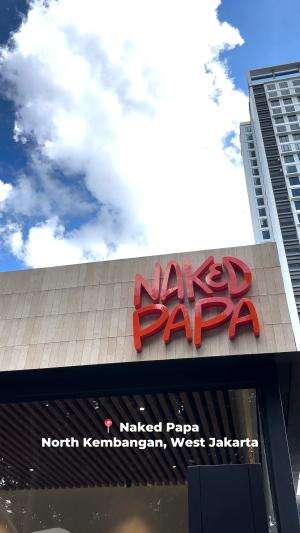 NAKED
PAPA
📍 Naked Papa
North Kembangan, West Jakarta